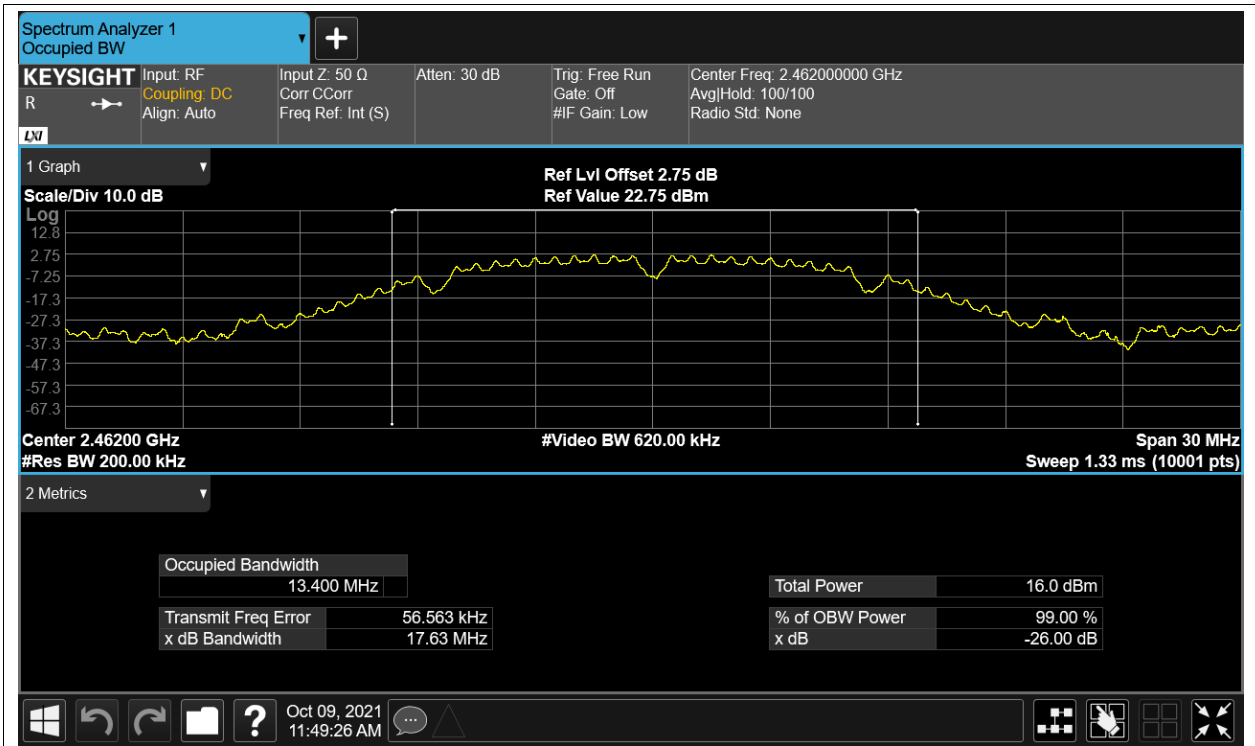 Spectrum Analyzer 1
Occupied BW
KEYSIGHT
R
LXI
Input: RF
Coupling: DC
Align: Auto
Input Z: 50 Ω
Corr CCorr
Freq Ref: Int (S)
Atten: 30 dB
Trig: Free Run
Gate: Off
#IF Gain: Low
Center Freq: 2.462000000 GHz
Avg|Hold: 100/100
Radio Std: None
1 Graph
Scale/Div 10.0 dB
Ref Lvl Offset 2.75 dB
Ref Value 22.75 dBm
Log
12.8
2.75
-7.25
-17.3
-27.3
-37.3
-47.3
-57.3
-67.3
Center 2.46200 GHz
#Video BW 620.00 kHz
Span 30 MHz
#Res BW 200.00 kHz
Sweep 1.33 ms (10001 pts)
2 Metrics
Occupied Bandwidth
13.400 MHz
Total Power 16.0 dBm
Transmit Freq Error 56.563 kHz
% of OBW Power 99.00 %
x dB Bandwidth 17.63 MHz
x dB -26.00 dB
?
Oct 09, 2021
11:49:26 AM